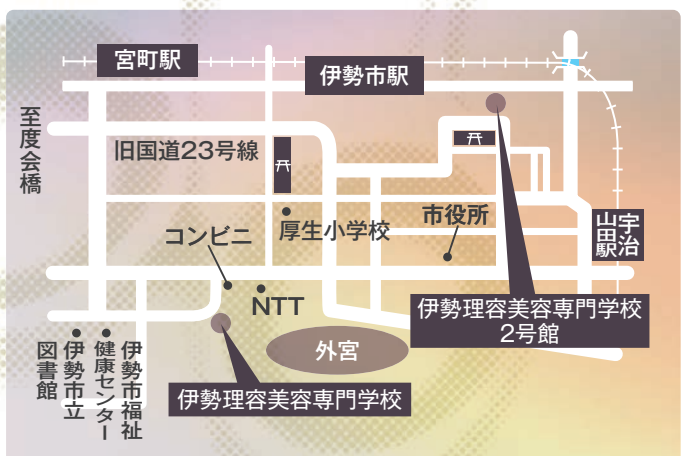 宮町駅
伊勢市駅
至度会橋
旧国道23号線
コンビニ
厚生小学校
市役所
宇治
山田駅
NTT
伊勢理容美容専門学校
2号館
外宮
伊勢理容美容専門学校
伊勢市福祉
健康センター
伊勢市立
図書館